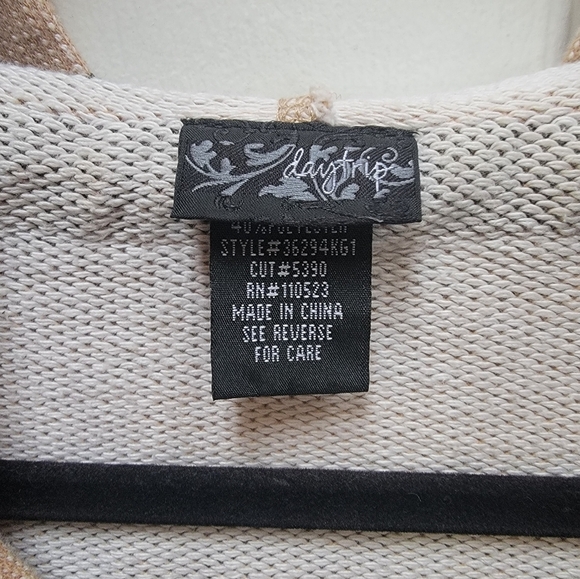 daytrip
40%POLYESTER
STYLE#36294KG1
CUT#5390
RN#110523
MADE IN CHINA
SEE REVERSE
FOR CARE